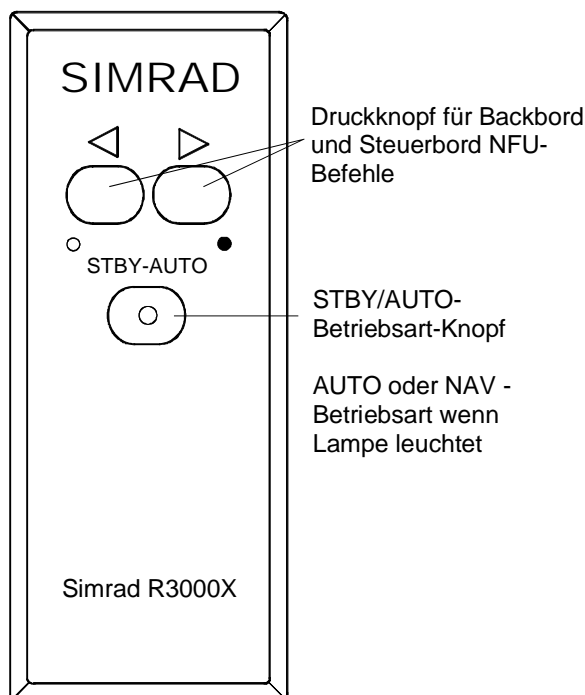 SIMRAD
Druckknopf für Backbord
und Steuerbord NFU-
Befehle
STBY-AUTO
STBY/AUTO-
Betriebsart-Knopf
AUTO oder NAV -
Betriebsart wenn
Lampe leuchtet
Simrad R3000X